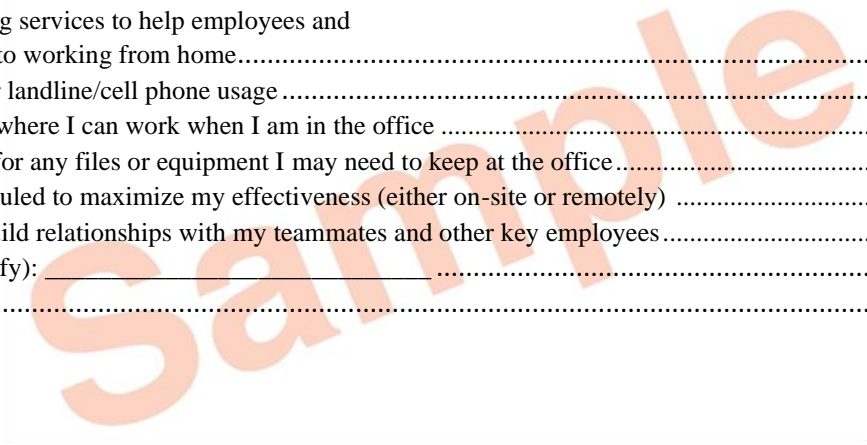 g services to help employees and
to working from home
landline/cell phone usage
where I can work when I am in the office
for any files or equipment I may need to keep at the office
uled to maximize my effectiveness (either on-site or remotely)
ild relationships with my teammates and other key employees
fy): ________________________________
Sample